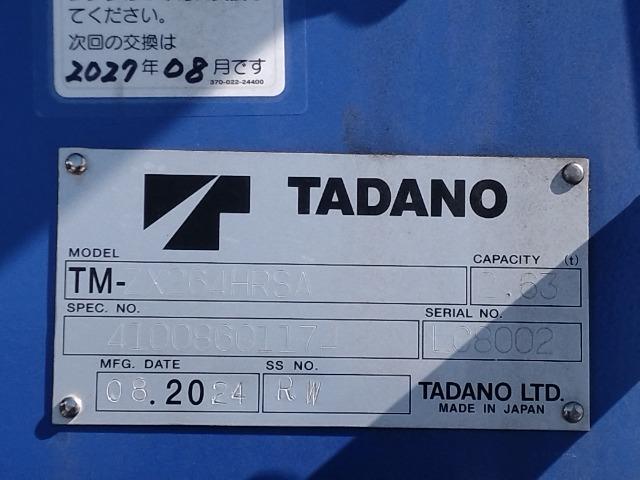 てください。
次回の交換は
2027年08月です
370-022-24400
TADANO
MODEL
CAPACITY (t)
TM-ZX264HRSA
2.63
SPEC. NO.
SERIAL NO.
LC8002
MFG. DATE
SS NO.
08.2024
RW
TADANO LTD.
MADE IN JAPAN